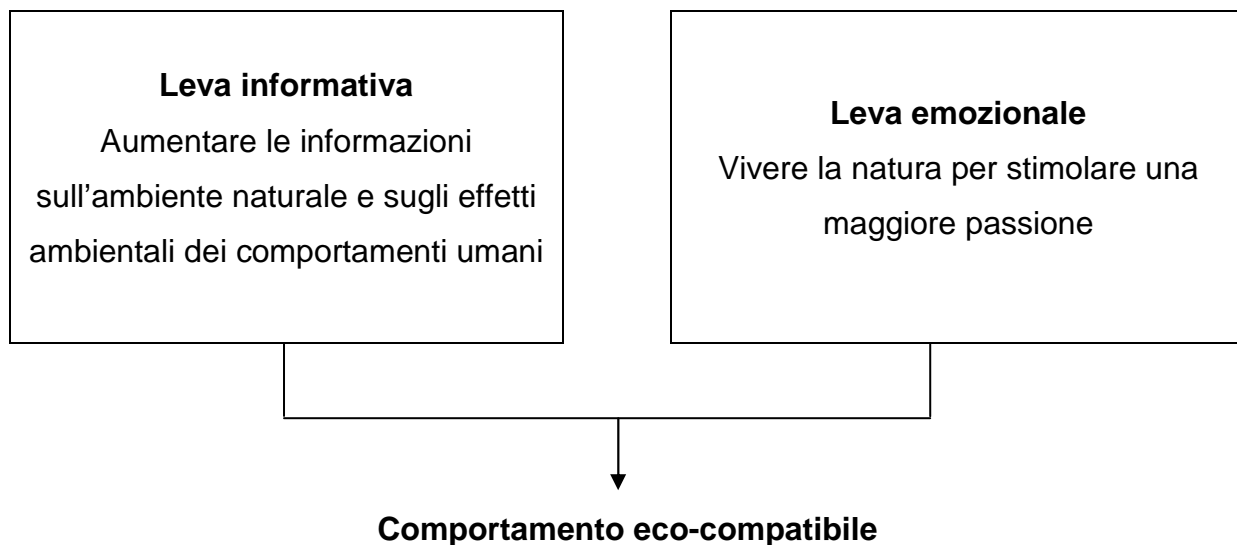 Leva informativa
Aumentare le informazioni
sull’ambiente naturale e sugli effetti
ambientali dei comportamenti umani
Leva emozionale
Vivere la natura per stimolare una
maggiore passione
Comportamento eco-compatibile